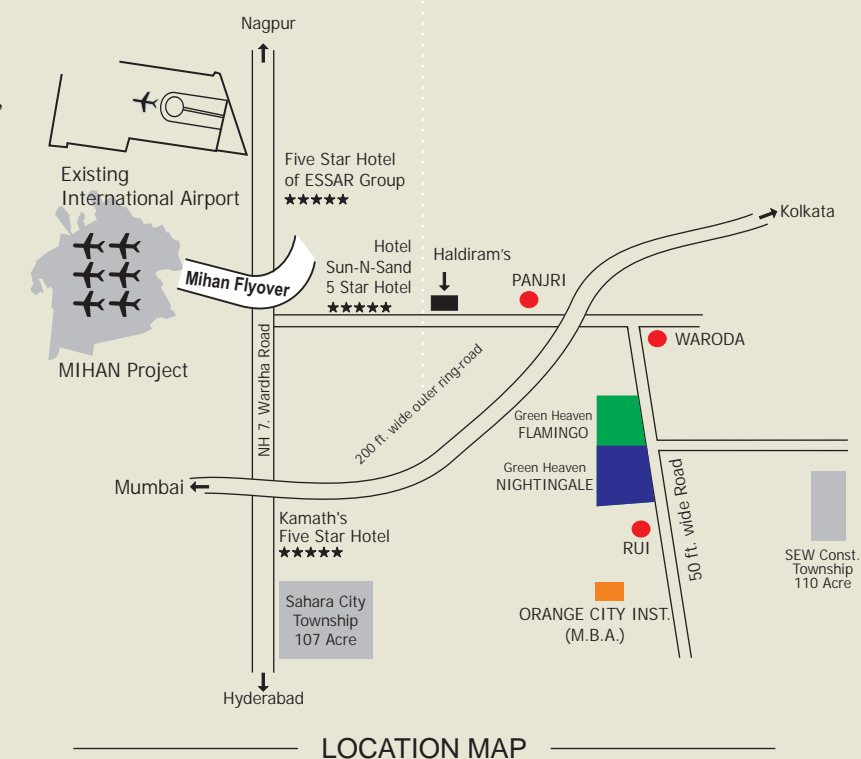 Nagpur
Existing
International Airport
Five Star Hotel
of ESSAR Group
★★★★★
Kolkata
Hotel
Sun-N-Sand
5 Star Hotel
★★★★★
Haldiram's
PANJRI
Mihan Flyover
WARODA
MIHAN Project
NH 7. Wardha Road
200 ft. wide outer ring-road
Green Heaven
FLAMINGO
Green Heaven
NIGHTINGALE
50 ft. wide Road
Mumbai
Kamath's
Five Star Hotel
★★★★★
RUI
SEW Const.
Township
110 Acre
Sahara City
Township
107 Acre
ORANGE CITY INST.
(M.B.A.)
Hyderabad
LOCATION MAP